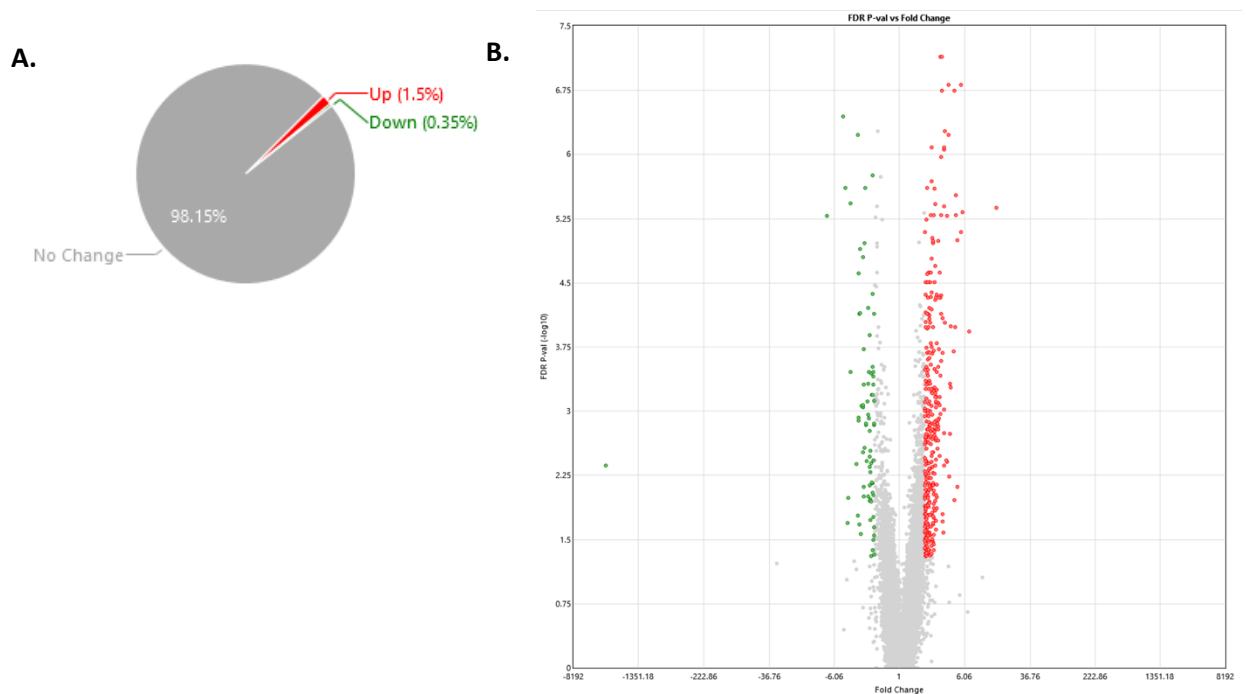 A.
Up (1.5%)
Down (0.35%)
98.15%
No Change
B.
FDR P-val vs Fold Change
FDR P-val (-log10)
7.5
6.75
6
5.25
4.5
3.75
3
2.25
1.5
0.75
0
-8192
-1351.18
-222.86
-36.76
-6.06
1
6.06
36.76
222.86
1351.18
8192
Fold Change